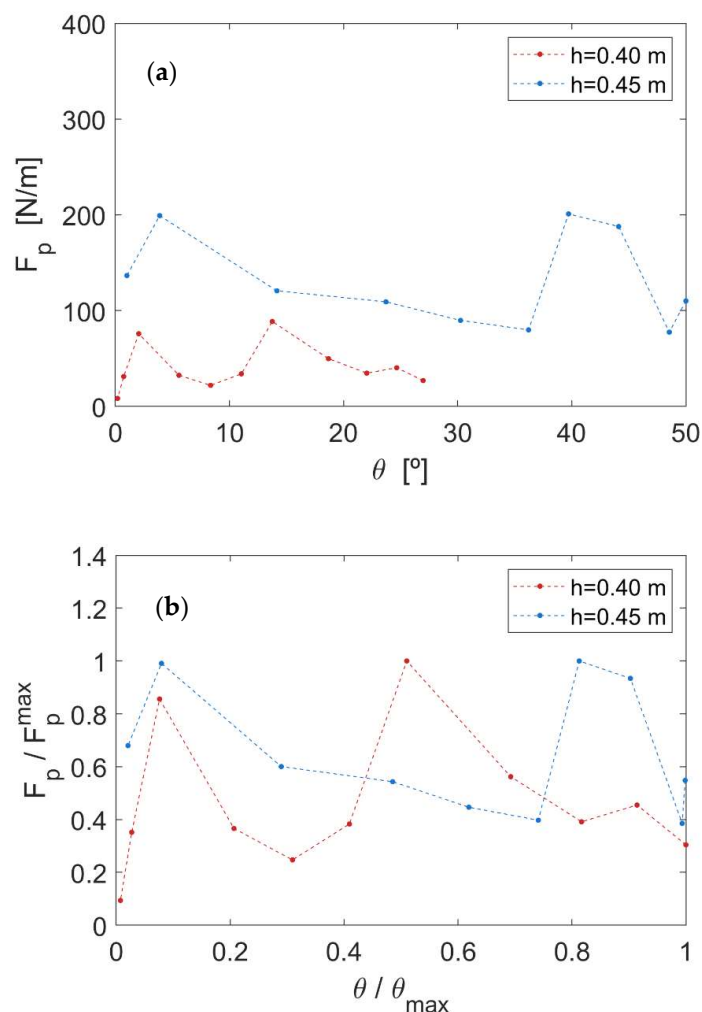 400
300
200
100
0
F_p [N/m]
(a)
h=0.40 m
h=0.45 m
0 10 20 30 40 50
θ [º]
1.4
1.2
1
0.8
0.6
0.4
0.2
0
F_p / F_p^max
(b)
h=0.40 m
h=0.45 m
0 0.2 0.4 0.6 0.8 1
θ / θ_max